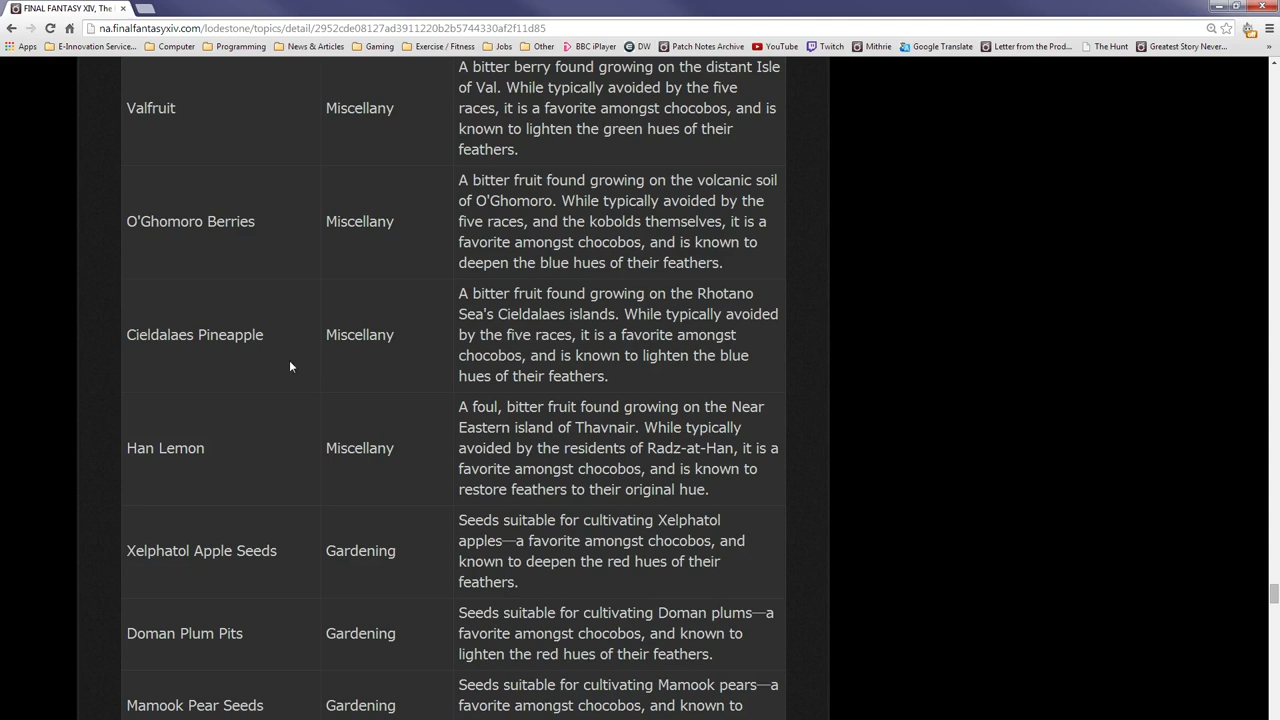 FINAL FANTASY XIV, The
na.finalfantasyxiv.com/lodestone/topics/detail/2952cde08127ad3911220b2b5744330af2f11d85
Apps E-Innovation Service... Computer Programming News & Articles Gaming Exercise / Fitness Jobs Other BBC iPlayer DW Patch Notes Archive YouTube Twitch Mithrie Google Translate Letter from the Prod... The Hunt Greatest Story Never...
A bitter berry found growing on the distant Isle
of Val. While typically avoided by the five
Valfruit Miscellany races, it is a favorite amongst chocobos, and is
known to lighten the green hues of their
feathers.
A bitter fruit found growing on the volcanic soil
of O'Ghomoro. While typically avoided by the
O'Ghomoro Berries Miscellany five races, and the kobolds themselves, it is a
favorite amongst chocobos, and is known to
deepen the blue hues of their feathers.
A bitter fruit found growing on the Rhotano
Sea's Cieldalaes islands. While typically avoided
Cieldalaes Pineapple Miscellany by the five races, it is a favorite amongst
chocobos, and is known to lighten the blue
hues of their feathers.
A foul, bitter fruit found growing on the Near
Eastern island of Thavnair. While typically
Han Lemon Miscellany avoided by the residents of Radz-at-Han, it is a
favorite amongst chocobos, and is known to
restore feathers to their original hue.
Seeds suitable for cultivating Xelphatol
apples—a favorite amongst chocobos, and
Xelphatol Apple Seeds Gardening
known to deepen the red hues of their
feathers.
Seeds suitable for cultivating Doman plums—a
Doman Plum Pits Gardening favorite amongst chocobos, and known to
lighten the red hues of their feathers.
Seeds suitable for cultivating Mamook pears—a
Mamook Pear Seeds Gardening favorite amongst chocobos, and known to